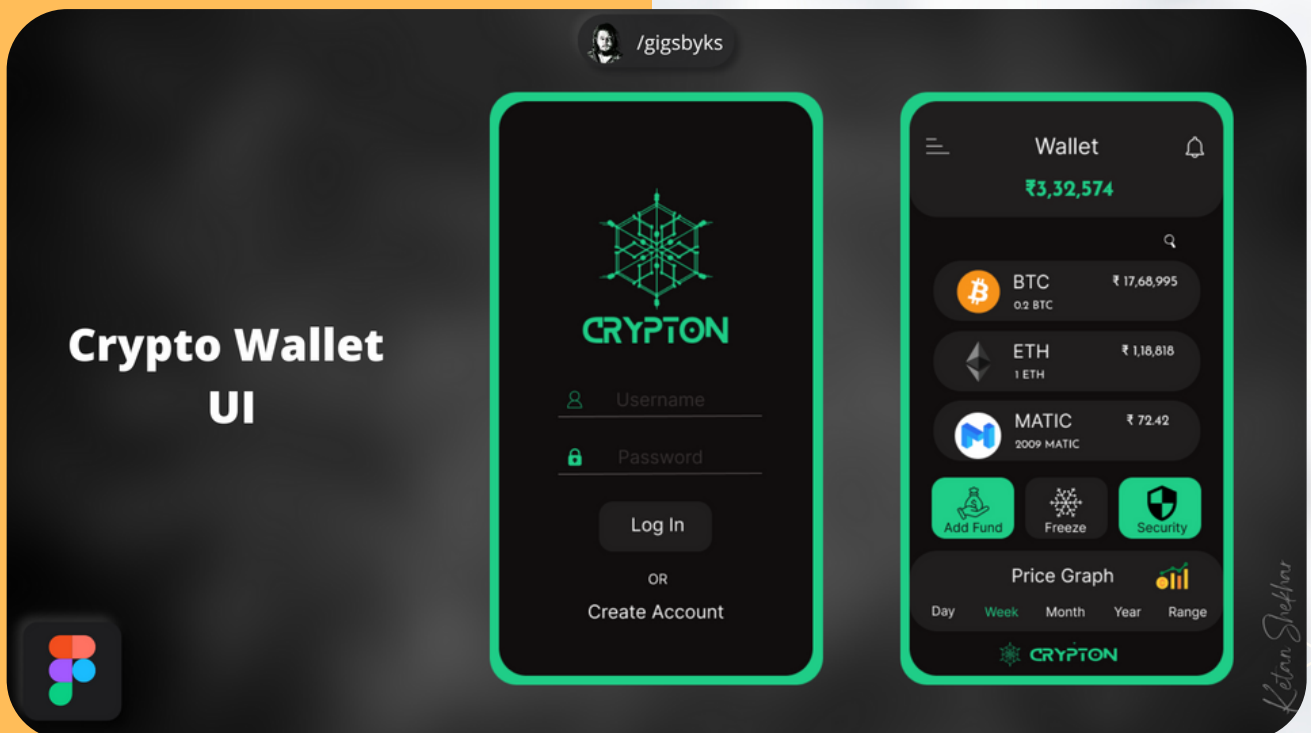 /gigsbyks
Crypto Wallet
UI
CRYPTON
Username
Password
Log In
OR
Create Account
Wallet
₹3,32,574
BTC
₹ 17,68,995
0.2 BTC
ETH
₹ 1,18,818
1 ETH
MATIC
₹ 72.42
2009 MATIC
Add Fund
Freeze
Security
Price Graph
Day Week Month Year Range
CRYPTON
Ketan Shekhar